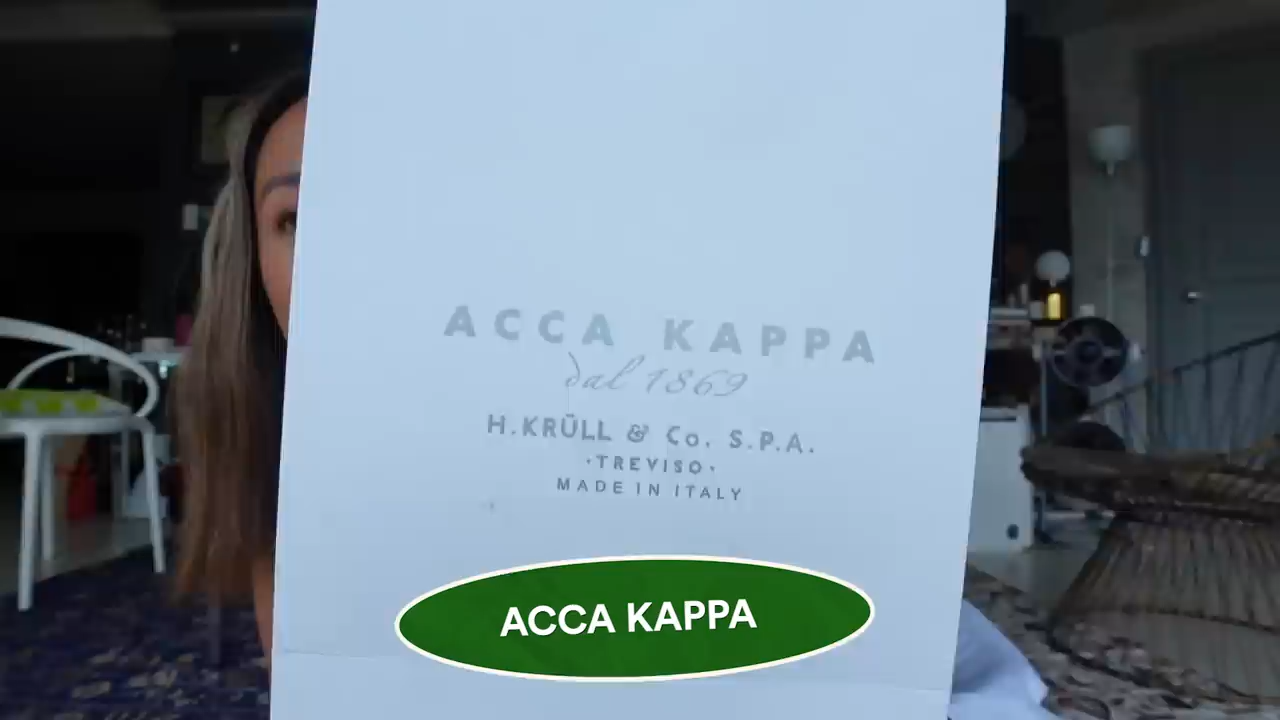 ACCA KAPPA
dal 1869
H.KRÜLL & Co. S.P.A.
·TREVISO·
MADE IN ITALY
ACCA KAPPA